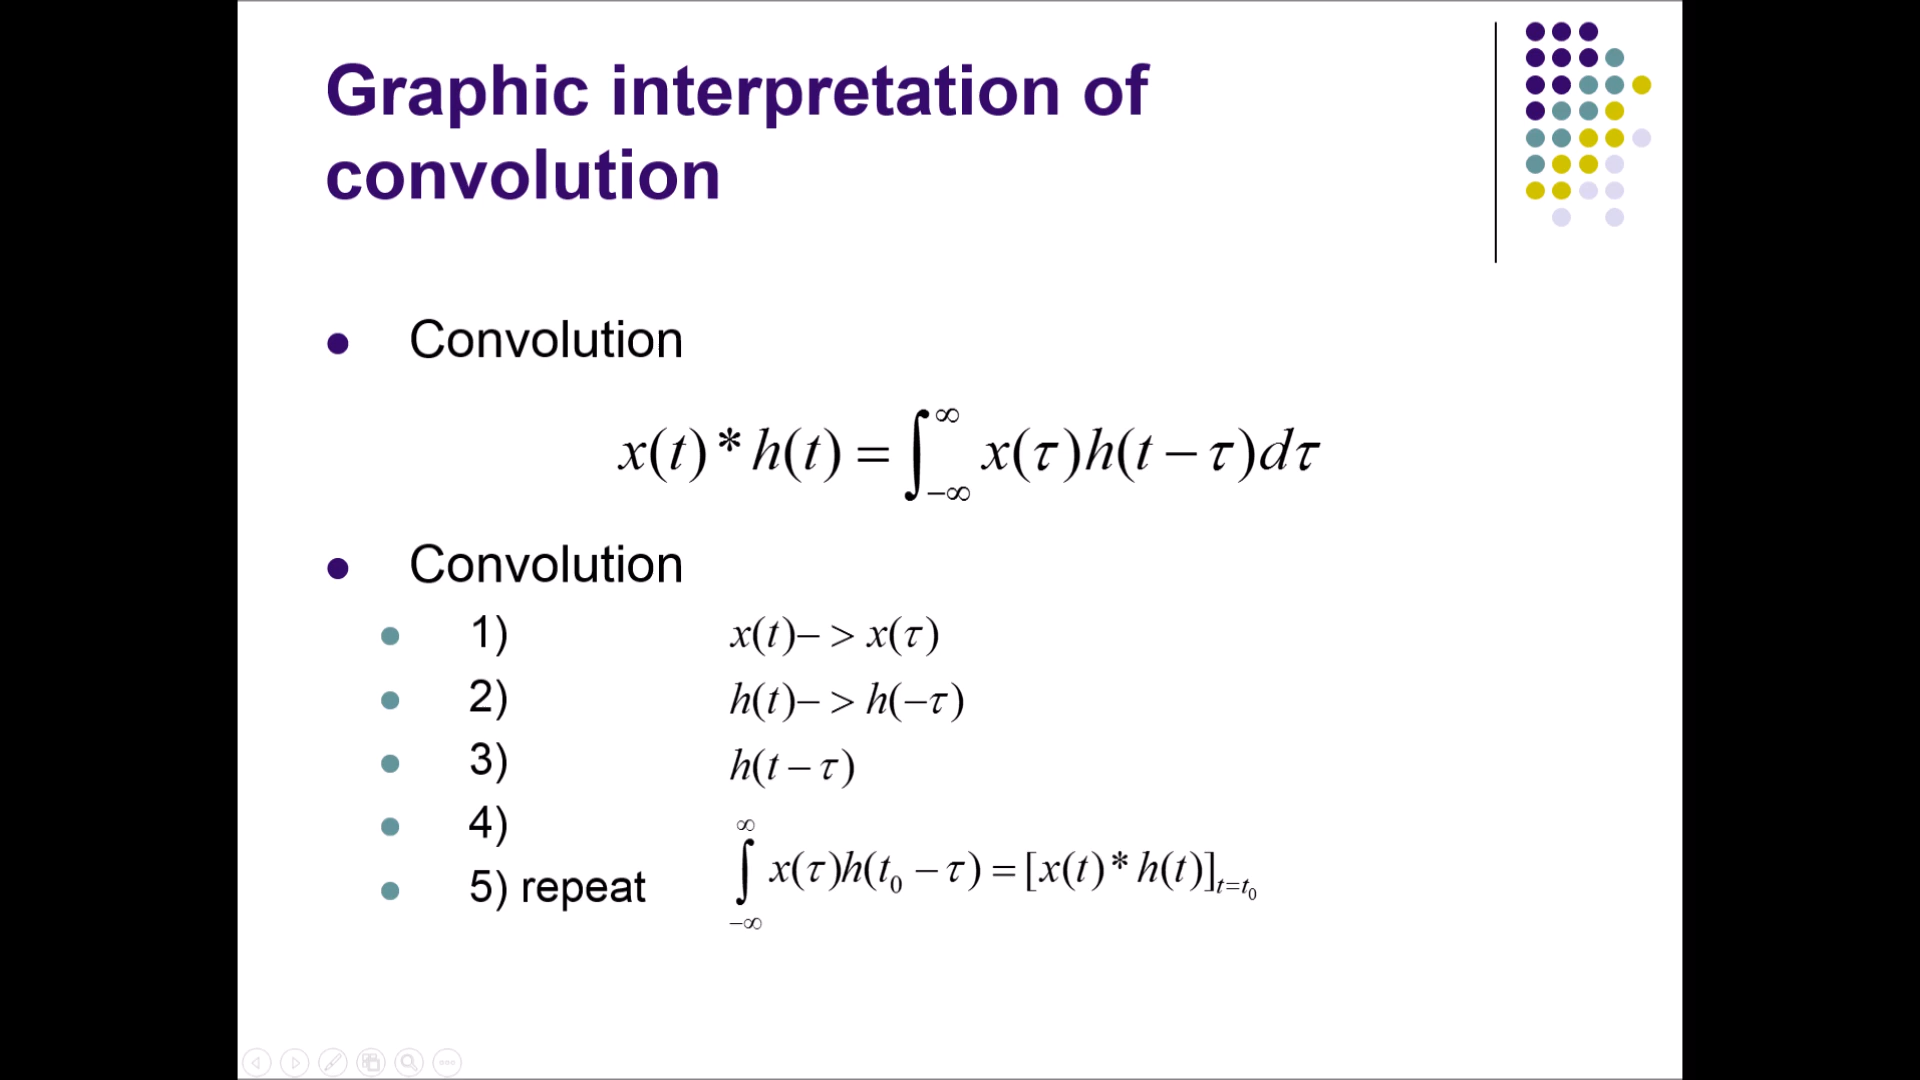 Graphic interpretation of
convolution
Convolution
x(t)*h(t) = ∫_{-∞}^{∞} x(τ)h(t − τ)dτ
Convolution
1) x(t)−> x(τ)
2) h(t)−> h(−τ)
3) h(t − τ)
4) ∫_{-∞}^{∞} x(τ)h(t₀ − τ) = [x(t)*h(t)]_{t=t₀}
5) repeat